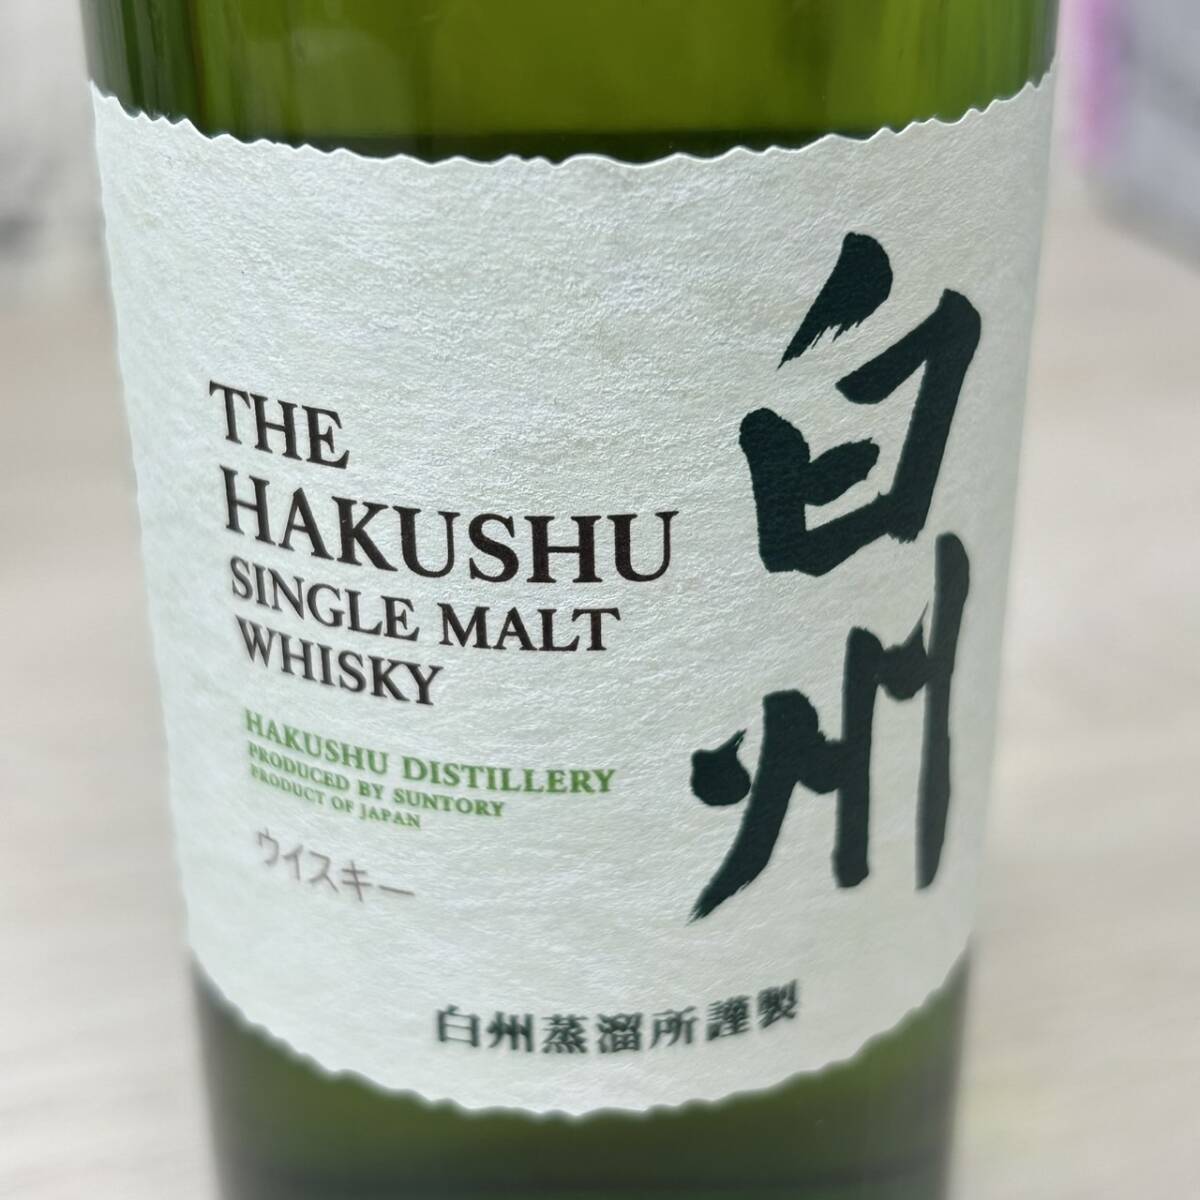 THE
HAKUSHU
SINGLE MALT
WHISKY
HAKUSHU DISTILLERY
PRODUCED BY SUNTORY
PRODUCT OF JAPAN
ウイスキー
白州
白州蒸溜所謹製